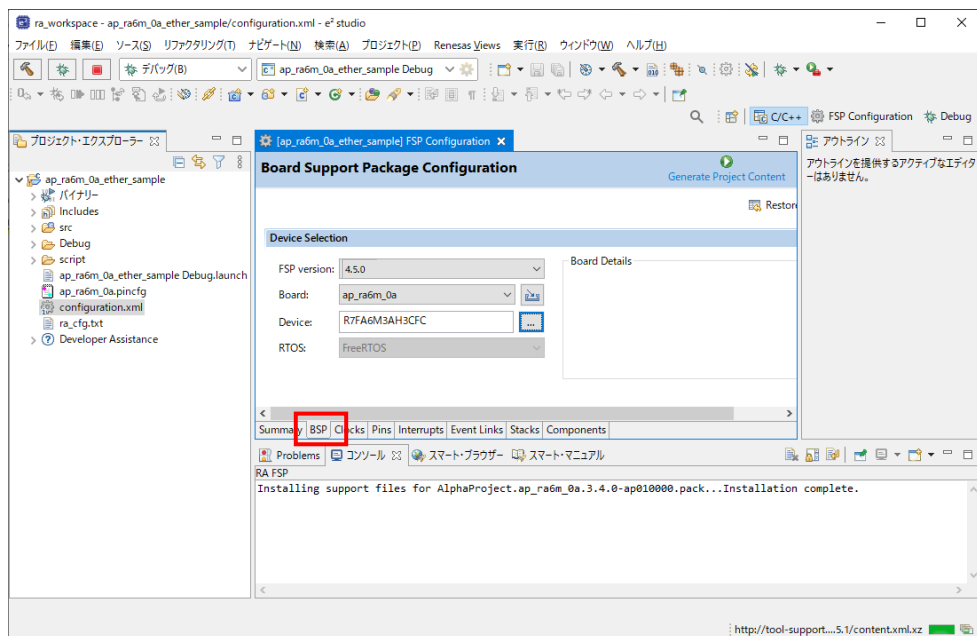 ra_workspace - ap_ra6m_0a_ether_sample/configuration.xml - e² studio
ファイル(F) 編集(E) ソース(S) リファクタリング(T) ナビゲート(N) 検索(A) プロジェクト(P) Renesas Views 実行(R) ウィンドウ(W) ヘルプ(H)
デバッグ(B) ap_ra6m_0a_ether_sample Debug
C/C++ FSP Configuration Debug
プロジェクト・エクスプローラー
ap_ra6m_0a_ether_sample
バイナリー
Includes
src
Debug
script
ap_ra6m_0a_ether_sample Debug.launch
ap_ra6m_0a.pincfg
configuration.xml
ra_cfg.txt
Developer Assistance
[ap_ra6m_0a_ether_sample] FSP Configuration
Board Support Package Configuration
Generate Project Content
Restor
Device Selection
FSP version: 4.5.0
Board: ap_ra6m_0a
Device: R7FA6M3AH3CFC
...
RTOS: FreeRTOS
Board Details
Summary BSP Clocks Pins Interrupts Event Links Stacks Components
アウトライン
アウトラインを提供するアクティブなエディタ
ーはありません。
Problems コンソール スマート・ブラウザー スマート・マニュアル
RA FSP
Installing support files for AlphaProject.ap_ra6m_0a.3.4.0-ap010000.pack...Installation complete.
http://tool-support....5.1/content.xml.xz